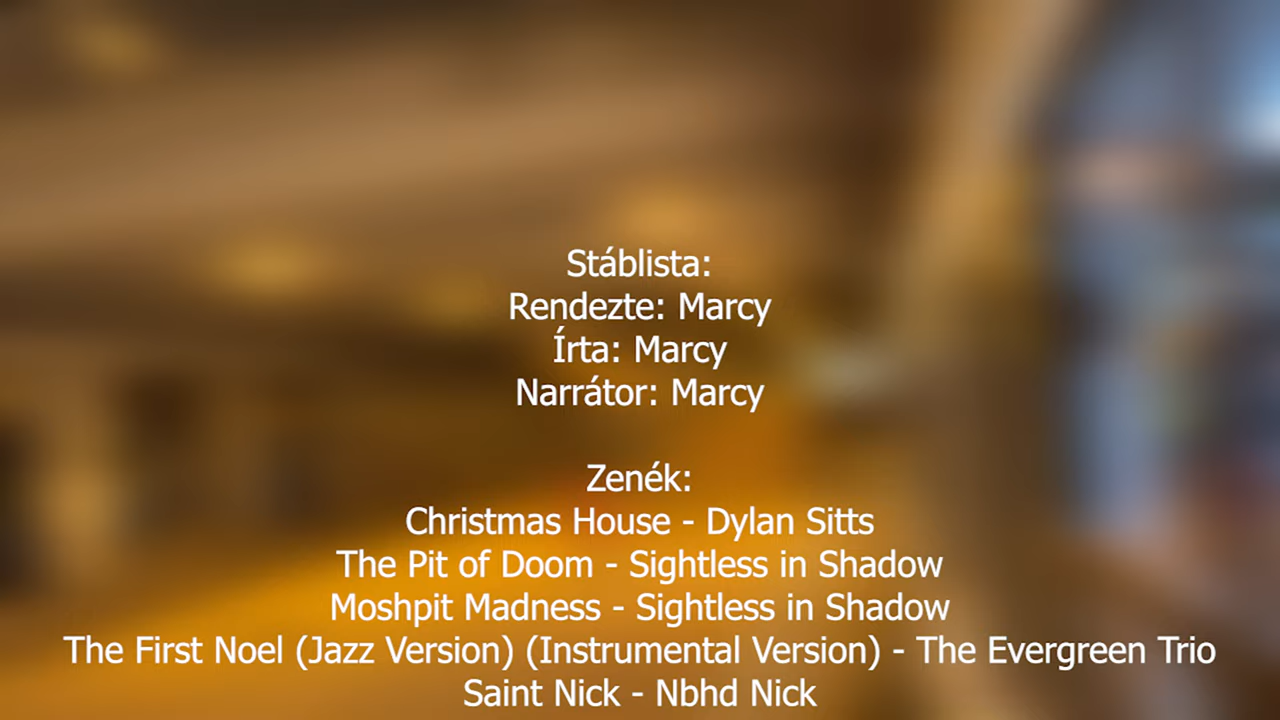 Stáblista:
Rendezte: Marcy
Írta: Marcy
Narrátor: Marcy
Zenék:
Christmas House - Dylan Sitts
The Pit of Doom - Sightless in Shadow
Moshpit Madness - Sightless in Shadow
The First Noel (Jazz Version) (Instrumental Version) - The Evergreen Trio
Saint Nick - Nbhd Nick